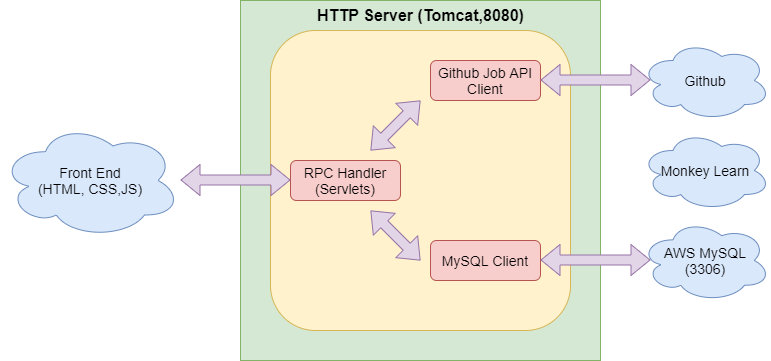 HTTP Server (Tomcat,8080)
Github Job API
Client
Github
Front End
(HTML, CSS,JS)
RPC Handler
(Servlets)
Monkey Learn
MySQL Client
AWS MySQL
(3306)